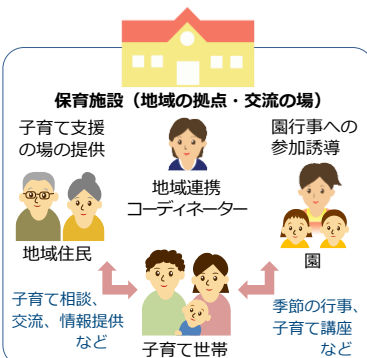 保育施設（地域の拠点・交流の場）
子育て支援
の場の提供
園行事への
参加誘導
地域連携
コーディネーター
地域住民
園
子育て相談、
交流、情報提供
など
季節の行事、
子育て講座
など
子育て世帯